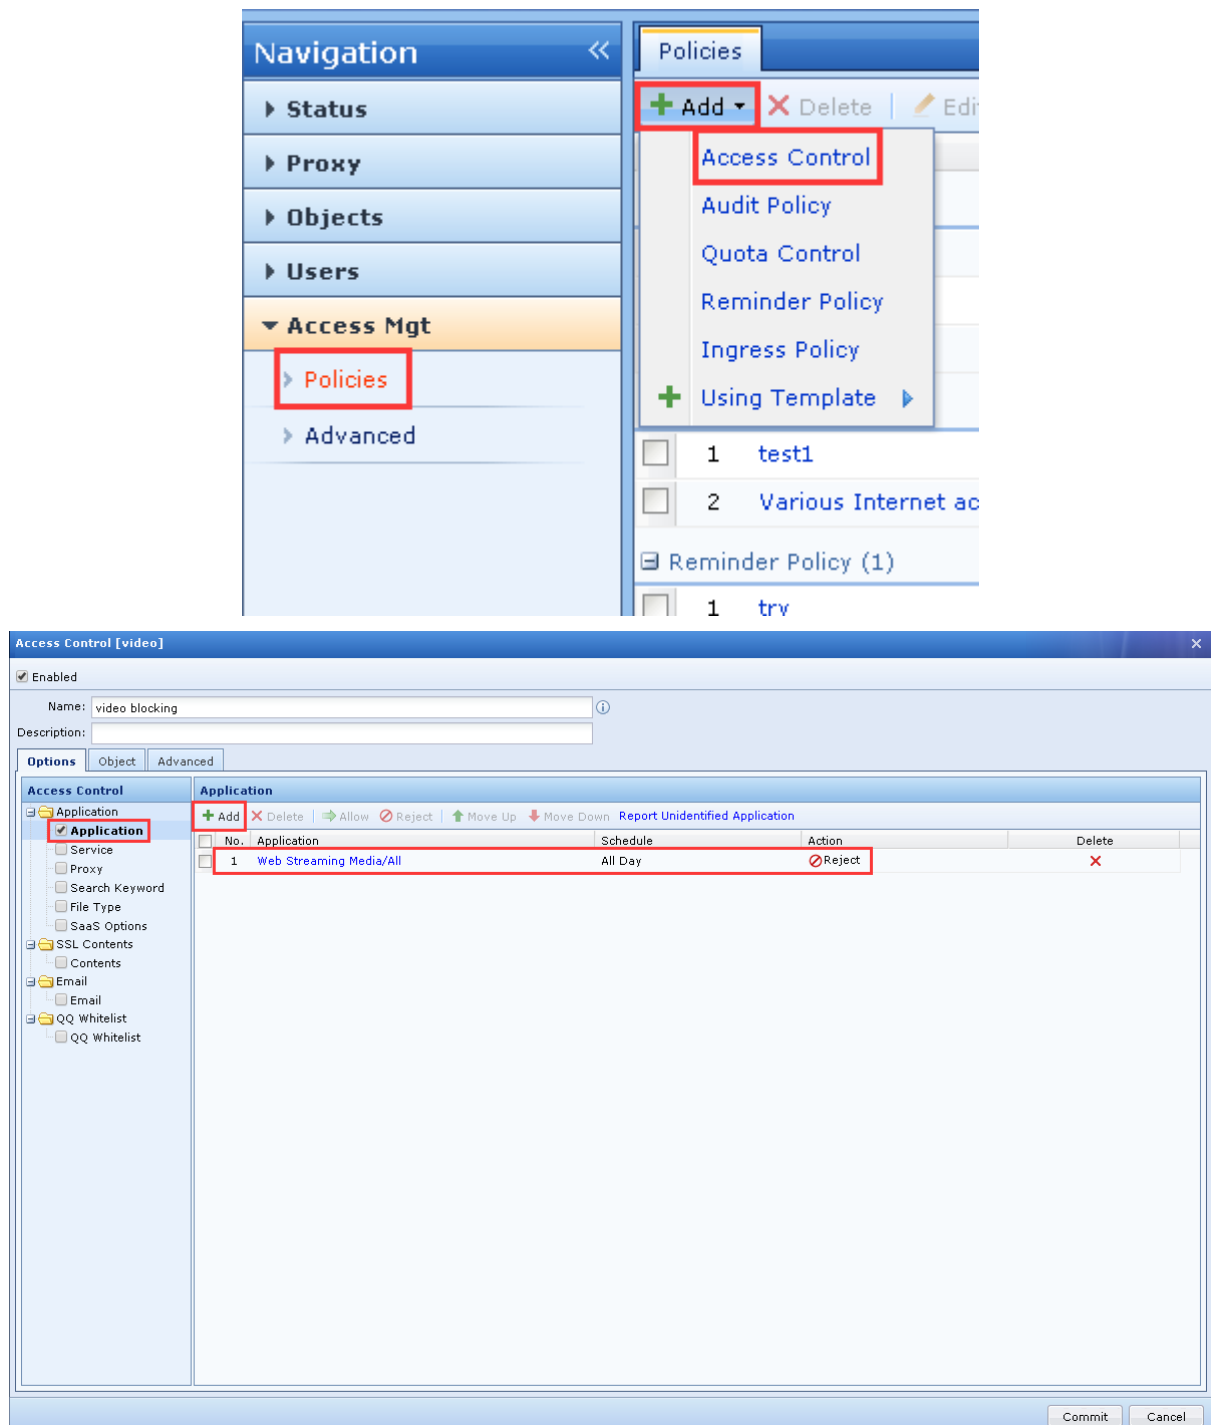 Navigation
Status
Proxy
Objects
Users
Access Mgt
Policies
Advanced
Policies
Add Delete
Access Control
Audit Policy
Quota Control
Reminder Policy
Ingress Policy
Using Template
1 test1
2 Various Internet
Reminder Policy (1)
1 try
Access Control [video]
Enabled
Name: video blocking
Description:
Options Object Advanced
Access Control
Application
Application
Service
Proxy
Search Keyword
File Type
SaaS Options
SSL Contents
Contents
Email
Email
QQ Whitelist
QQ Whitelist
Application
Add Delete Allow Reject Move Up Move Down Report Unidentified Application
No. Application Schedule Action Delete
1 Web Streaming Media/All All Day Reject
Commit Cancel